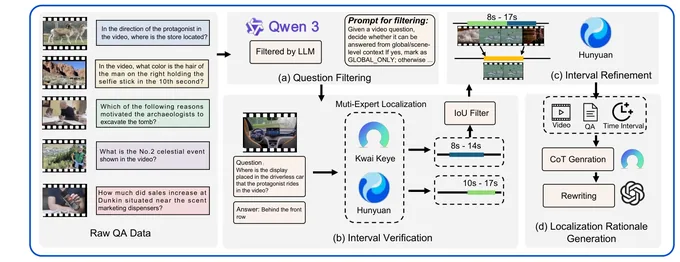 In the direction of the protagonist in
the video, where is the store located?
In the video, what color is the hair of
the man on the right holding the
selfie stick in the 10th second?
Which of the following reasons
motivated the archaeologists to
excavate the tomb?
What is the No.2 celestial event
shown in the video?
How much did sales increase at
Dunkin situated near the scent
marketing dispensers?
Raw QA Data
Qwen 3
Filtered by LLM
Prompt for filtering:
Given a video question,
decide whether it can be
answered from global/scene-
level context If yes, mark as
GLOBAL_ONLY; otherwise ...
(a) Question Filtering
Muti-Expert Localization
Question:
Where is the display
placed in the driverless car
that the protagonist rides
in the video?
Answer: Behind the front
row
Kwai Keye
Hunyuan
IoU Filter
8s - 14s
10s - 17s
(b) Interval Verification
8s - 17s
Hunyuan
(c) Interval Refinement
Video
QA
Time Interval
CoT Genration
Rewriting
(d) Localization Rationale
Generation